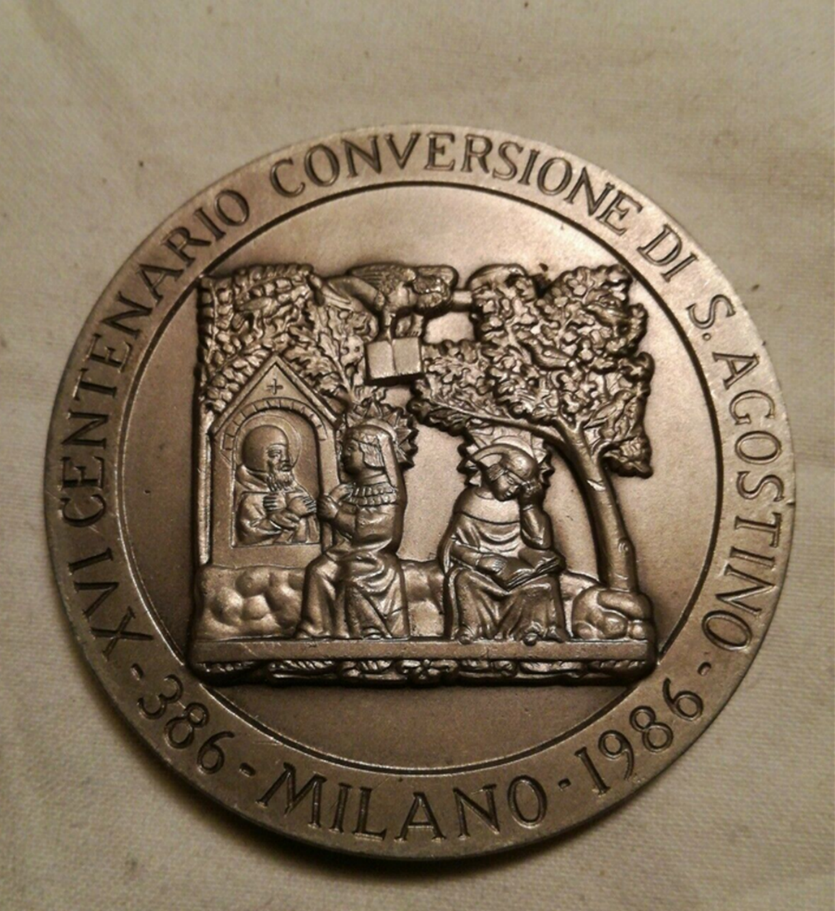 XVI CENTENARIO CONVERSIONE DI S. AGOSTINO
- 386 - MILANO - 1986 -